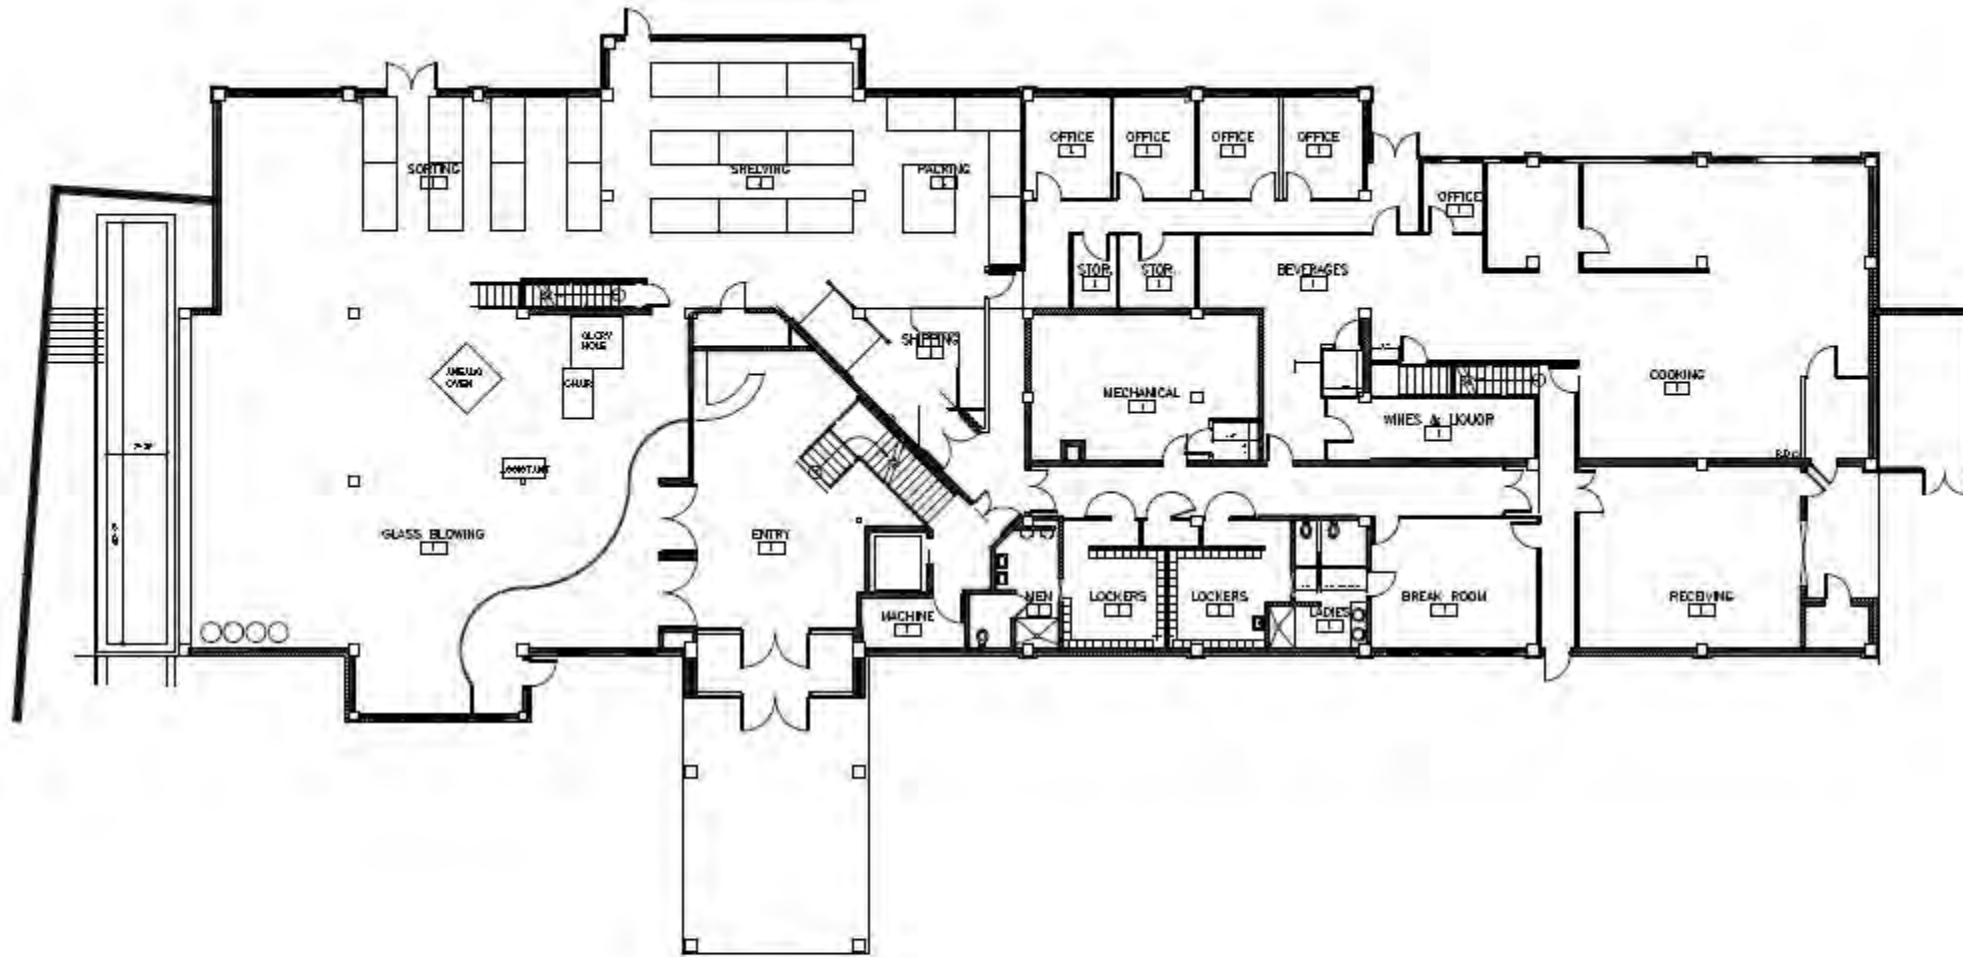 OFFICE
OFFICE
OFFICE
OFFICE
SORTING
SHELVING
PACKING
OFFICE
STOR.
STOR.
BEVERAGES
GLORY
HOLE
SHIPPING
OVEN
CHAIR
COOKING
MECHANICAL
WINES & LIQUOR
ASSISTANT
GLASS BLOWING
ENTRY
MEN
LOCKERS
LOCKERS
BREAK ROOM
RECEIVING
MACHINE
LADIES